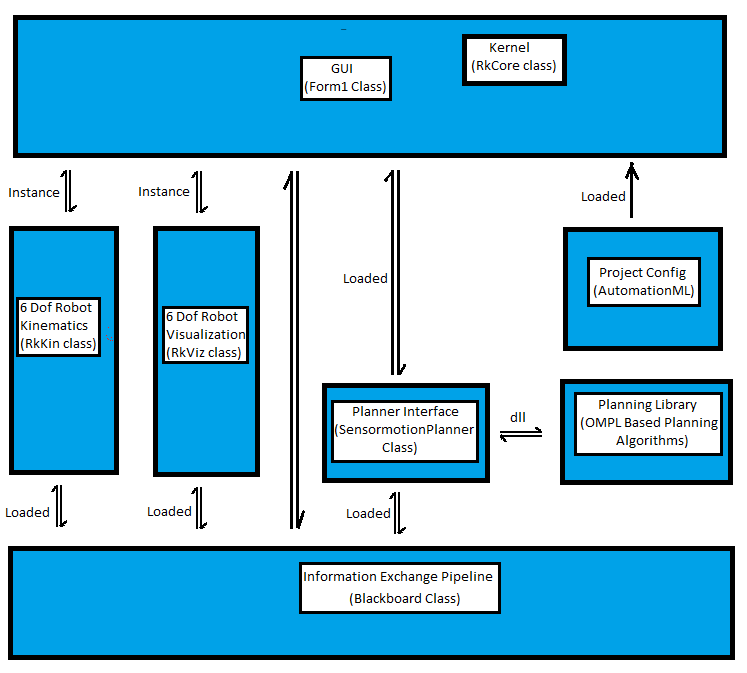 Kernel
(RkCore class)
GUI
(Form1 Class)
Instance
Instance
Loaded
Loaded
Project Config
(AutomationML)
6 Dof Robot
Kinematics
(RkKin class)
6 Dof Robot
Visualization
(RkViz class)
Planner Interface
(SensormotionPlanner
Class)
dll
Planning Library
(OMPL Based Planning
Algorithms)
Loaded
Loaded
Loaded
Information Exchange Pipeline
(Blackboard Class)